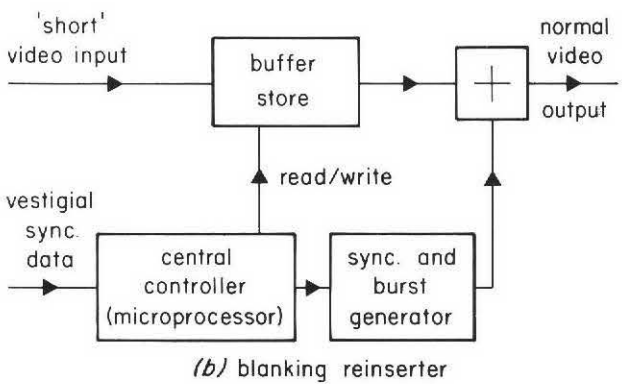 'short'
video input
buffer
store
+
normal
video
output
read/write
vestigial
sync.
data
central
controller
(microprocessor)
sync. and
burst
generator
(b) blanking reinserter